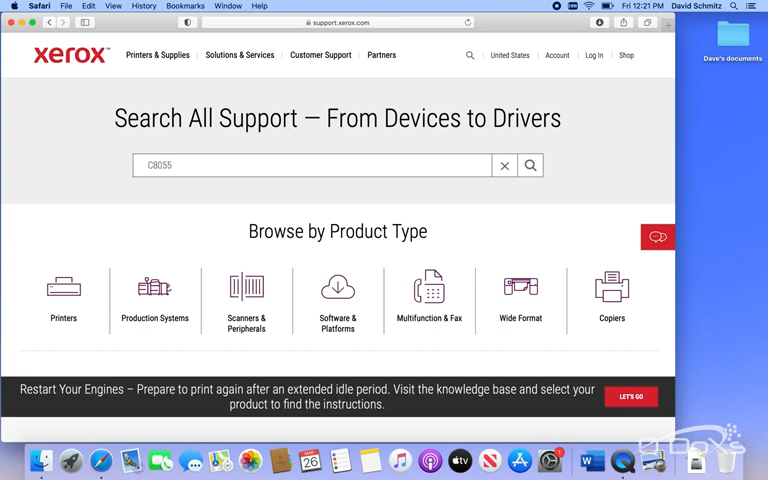 Safari File Edit View History Bookmarks Window Help Fri 12:21 PM David Schmitz
support.xerox.com
xerox™ Printers & Supplies Solutions & Services Customer Support Partners United States Account Log In Shop
Dave's documents
Search All Support — From Devices to Drivers
C8055
Browse by Product Type
Printers
Production Systems
Scanners &
Peripherals
Software &
Platforms
Multifunction & Fax
Wide Format
Copiers
Restart Your Engines – Prepare to print again after an extended idle period. Visit the knowledge base and select your
product to find the instructions.
LET'S GO
MAR
26
tv
1
W